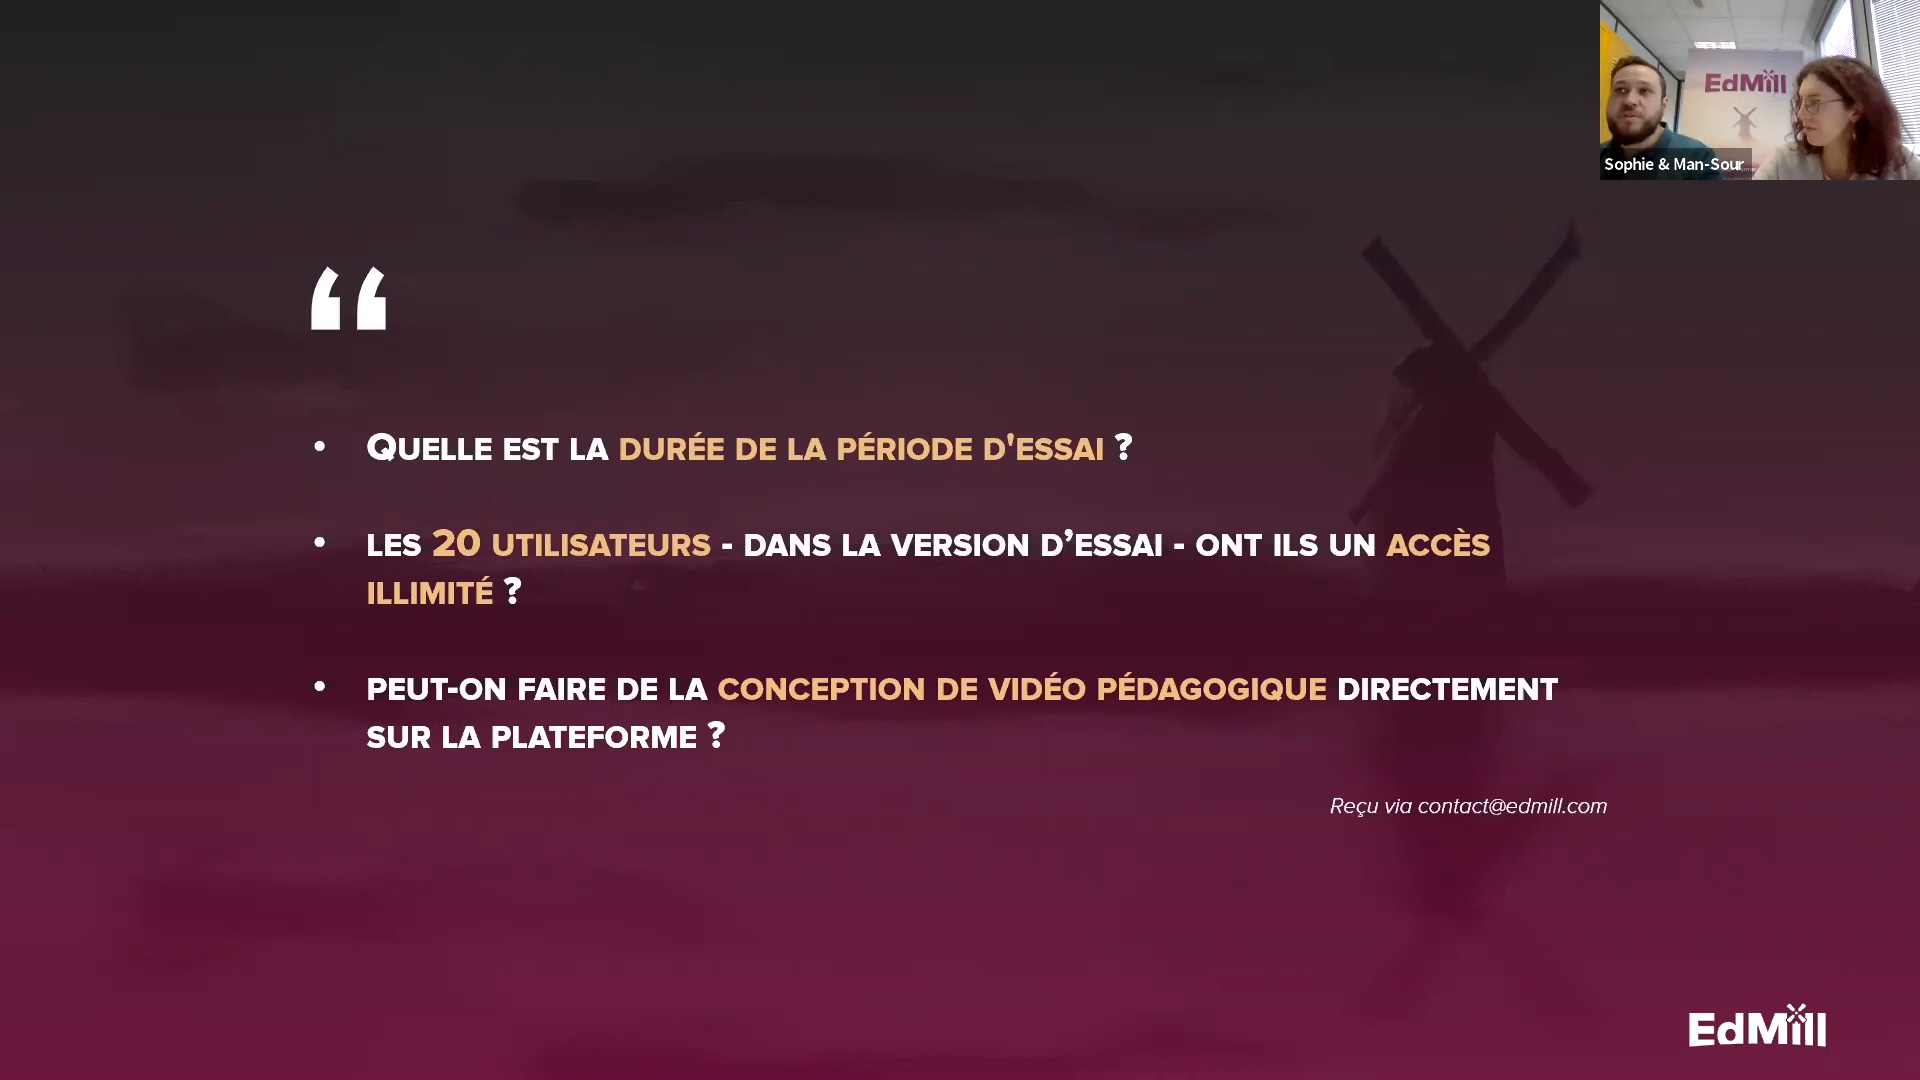 EdMill
Sophie & Man-Sour
“
• QUELLE EST LA DURÉE DE LA PÉRIODE D'ESSAI ?
• LES 20 UTILISATEURS - DANS LA VERSION D’ESSAI - ONT ILS UN ACCÈS
ILLIMITÉ ?
• PEUT-ON FAIRE DE LA CONCEPTION DE VIDÉO PÉDAGOGIQUE DIRECTEMENT
SUR LA PLATEFORME ?
Reçu via contact@edmill.com
EdMill